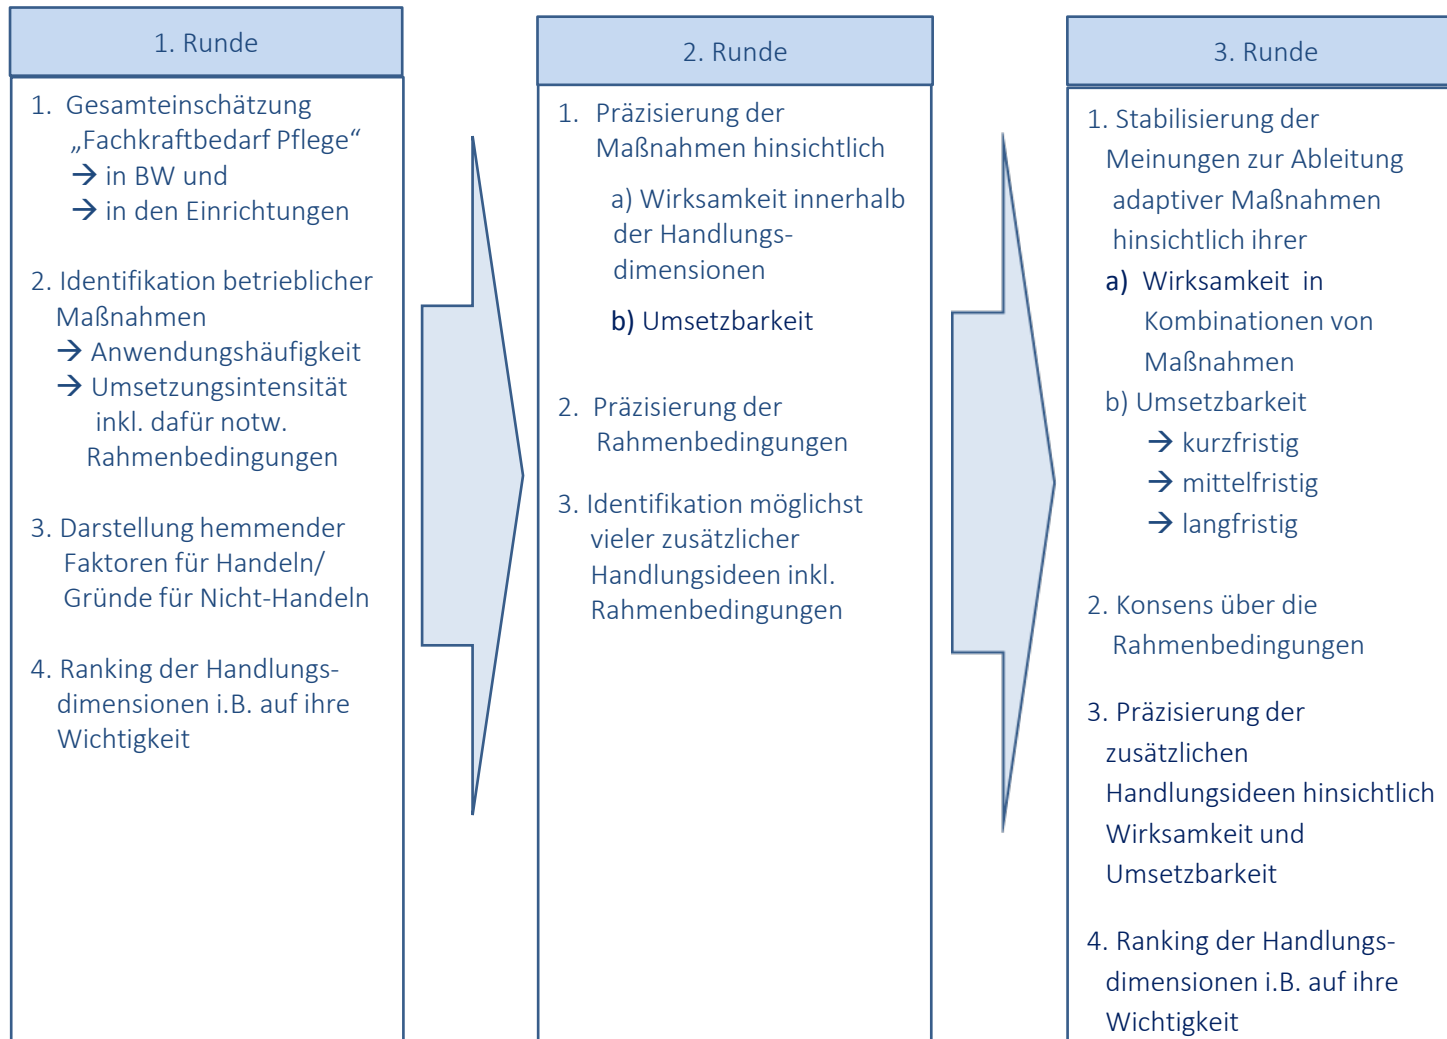 1. Runde
1. Gesamteinschätzung
„Fachkraftbedarf Pflege“
→ in BW und
→ in den Einrichtungen
2. Identifikation betrieblicher
Maßnahmen
→ Anwendungshäufigkeit
→ Umsetzungsintensität
inkl. dafür notw.
Rahmenbedingungen
3. Darstellung hemmender
Faktoren für Handeln/
Gründe für Nicht-Handeln
4. Ranking der Handlungs-
dimensionen i.B. auf ihre
Wichtigkeit
2. Runde
1. Präzisierung der
Maßnahmen hinsichtlich
a) Wirksamkeit innerhalb
der Handlungs-
dimensionen
b) Umsetzbarkeit
2. Präzisierung der
Rahmenbedingungen
3. Identifikation möglichst
vieler zusätzlicher
Handlungsideen inkl.
Rahmenbedingungen
3. Runde
1. Stabilisierung der
Meinungen zur Ableitung
adaptiver Maßnahmen
hinsichtlich ihrer
a) Wirksamkeit in
Kombinationen von
Maßnahmen
b) Umsetzbarkeit
→ kurzfristig
→ mittelfristig
→ langfristig
2. Konsens über die
Rahmenbedingungen
3. Präzisierung der
zusätzlichen
Handlungsideen hinsichtlich
Wirksamkeit und
Umsetzbarkeit
4. Ranking der Handlungs-
dimensionen i.B. auf ihre
Wichtigkeit